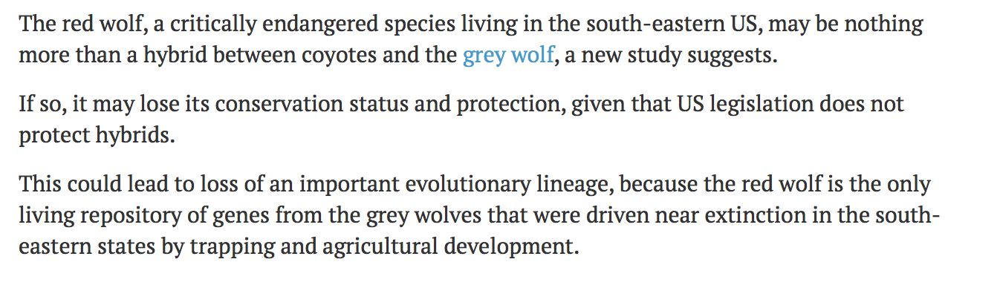 The red wolf, a critically endangered species living in the south-eastern US, may be nothing
more than a hybrid between coyotes and the grey wolf, a new study suggests.
If so, it may lose its conservation status and protection, given that US legislation does not
protect hybrids.
This could lead to loss of an important evolutionary lineage, because the red wolf is the only
living repository of genes from the grey wolves that were driven near extinction in the south-
eastern states by trapping and agricultural development.